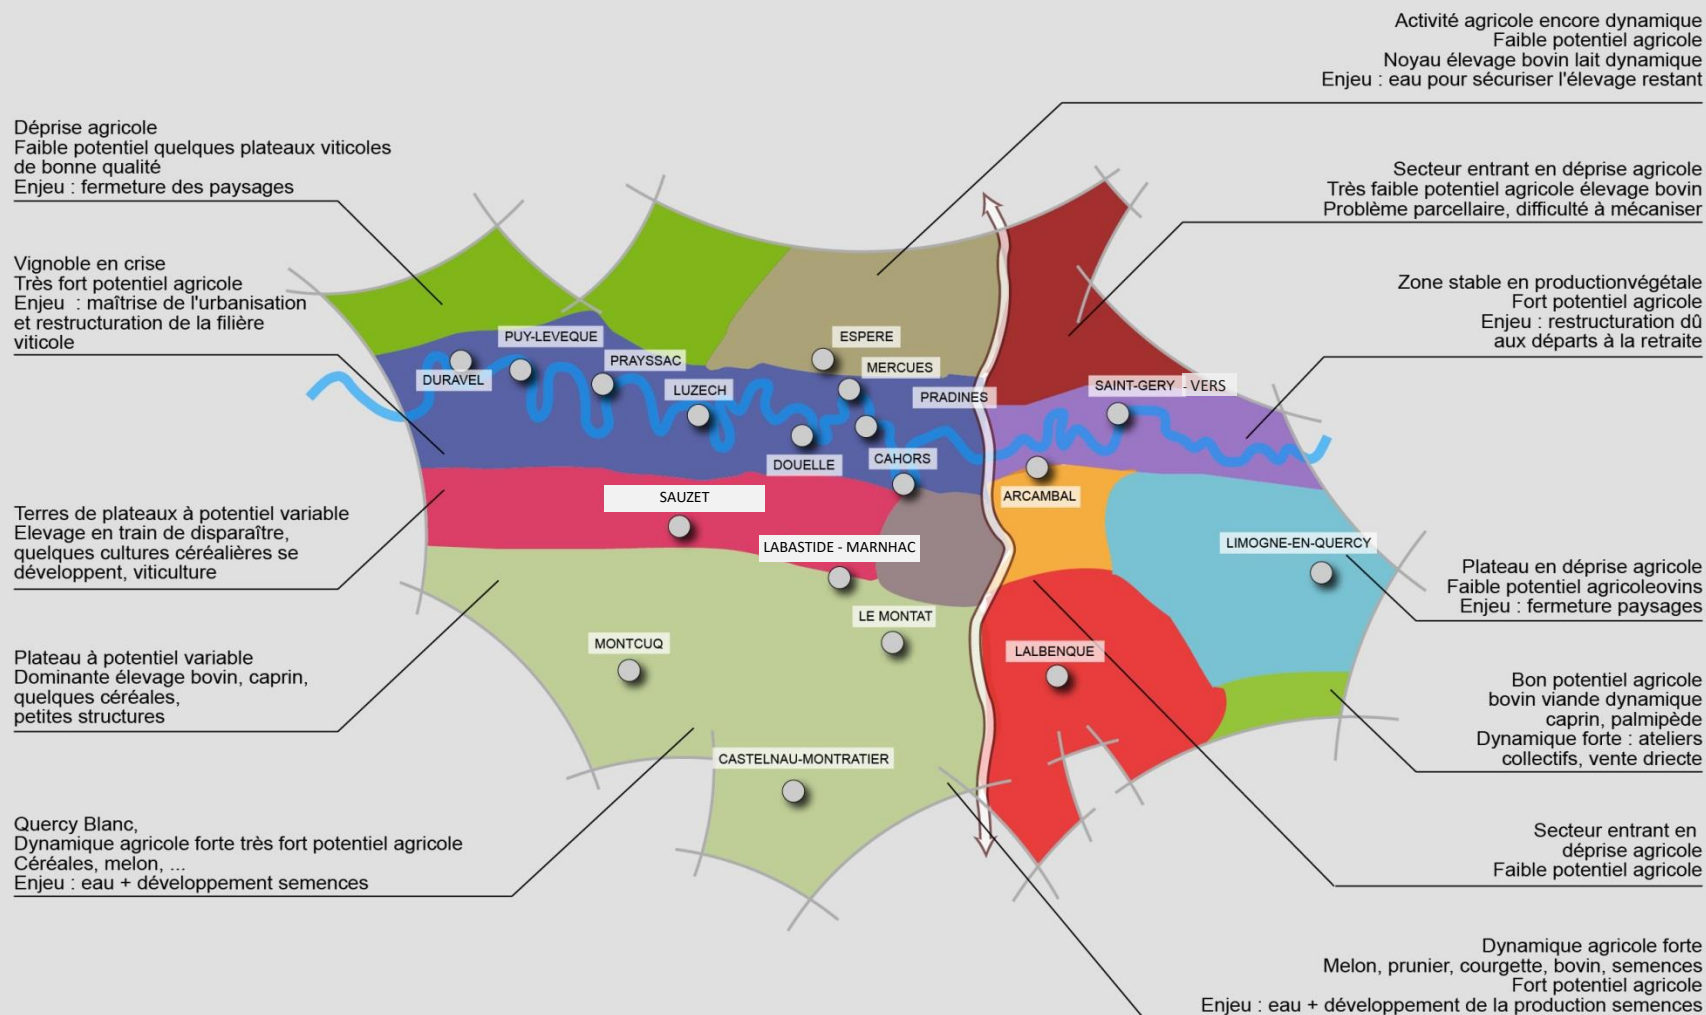 Activité agricole encore dynamique
Faible potentiel agricole
Noyau élevage bovin lait dynamique
Enjeu : eau pour sécuriser l'élevage restant
Déprise agricole
Faible potentiel quelques plateaux viticoles
de bonne qualité
Enjeu : fermeture des paysages
Secteur entrant en déprise agricole
Très faible potentiel agricole élevage bovin
Problème parcellaire, difficulté à mécaniser
Vignoble en crise
Très fort potentiel agricole
Enjeu : maîtrise de l'urbanisation
et restructuration de la filière
viticole
Zone stable en productionvégétale
Fort potentiel agricole
Enjeu : restructuration dû
aux départs à la retraite
PUY-LEVEQUE
ESPERE
PRAYSSAC
MERCUES
DURAVEL
LUZECH
PRADINES
SAINT-GERY - VERS
DOUELLE
CAHORS
ARCAMBAL
SAUZET
LABASTIDE - MARNHAC
LIMOGNE-EN-QUERCY
LE MONTAT
MONTCUQ
LALBENQUE
CASTELNAU-MONTRATIER
Terres de plateaux à potentiel variable
Elevage en train de disparaître,
quelques cultures céréalières se
développent, viticulture
Plateau en déprise agricole
Faible potentiel agricoleovins
Enjeu : fermeture paysages
Plateau à potentiel variable
Dominante élevage bovin, caprin,
quelques céréales,
petites structures
Bon potentiel agricole
bovin viande dynamique
caprin, palmipède
Dynamique forte : ateliers
collectifs, vente driecte
Quercy Blanc,
Dynamique agricole forte très fort potentiel agricole
Céréales, melon, ...
Enjeu : eau + développement semences
Secteur entrant en
déprise agricole
Faible potentiel agricole
Dynamique agricole forte
Melon, prunier, courgette, bovin, semences
Fort potentiel agricole
Enjeu : eau + développement de la production semences